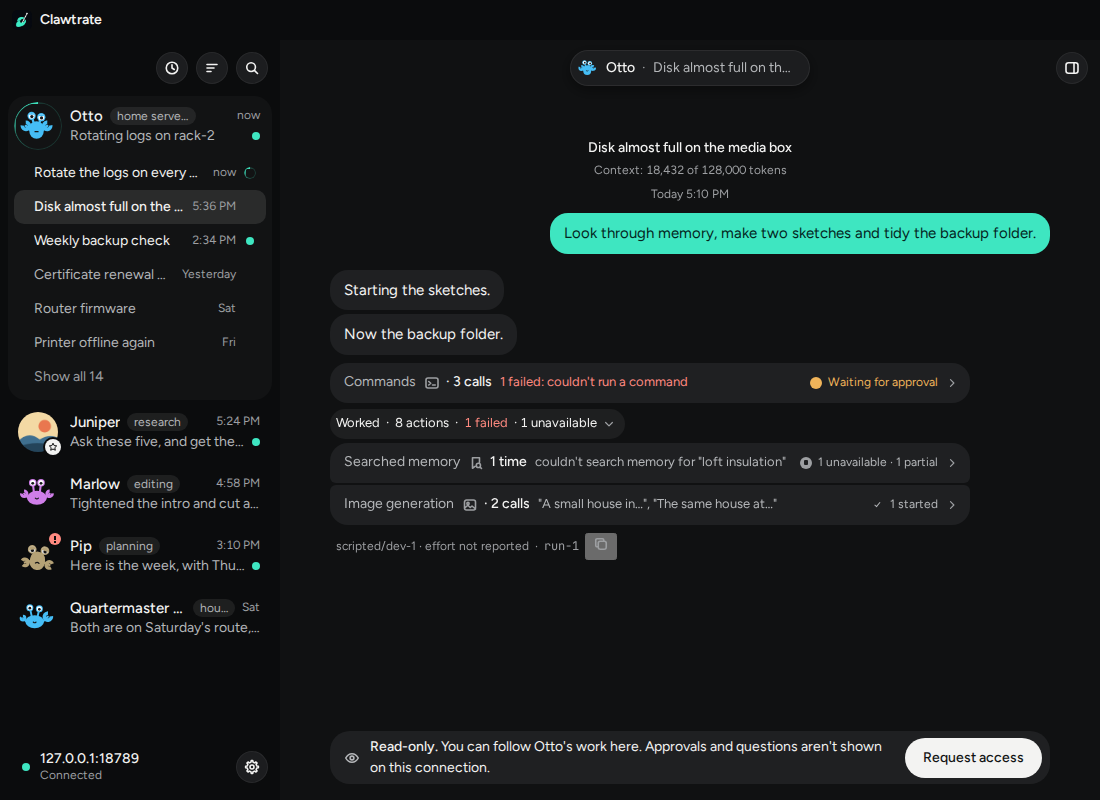 Clawtrate
Otto home serve... now
Rotating logs on rack-2
Rotate the logs on every ... now
Disk almost full on the ... 5:36 PM
Weekly backup check 2:34 PM
Certificate renewal ... Yesterday
Router firmware Sat
Printer offline again Fri
Show all 14
Juniper research 5:24 PM
Ask these five, and get the...
Marlow editing 4:58 PM
Tightened the intro and cut a...
Pip planning 3:10 PM
Here is the week, with Thu...
Quartermaster ... hou... Sat
Both are on Saturday's route,...
127.0.0.1:18789
Connected
Otto · Disk almost full on th...
Disk almost full on the media box
Context: 18,432 of 128,000 tokens
Today 5:10 PM
Look through memory, make two sketches and tidy the backup folder.
Starting the sketches.
Now the backup folder.
Commands · 3 calls 1 failed: couldn't run a command Waiting for approval
Worked · 8 actions · 1 failed · 1 unavailable
Searched memory 1 time couldn't search memory for "loft insulation" 1 unavailable · 1 partial
Image generation · 2 calls "A small house in...", "The same house at..." 1 started
scripted/dev-1 · effort not reported · run-1
Read-only. You can follow Otto's work here. Approvals and questions aren't shown
on this connection.
Request access